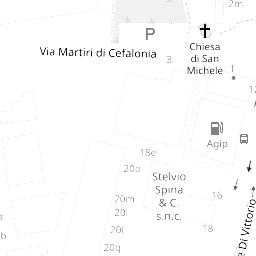 2m
P
Via Martiri di Cefalonia
Chiesa
di San
Michele
3
1
12
Agip
18e
20o
Stelvio
Spina
& C.
s.n.c.
20m
20l
20i
20q
16
18
e Di Vittorio